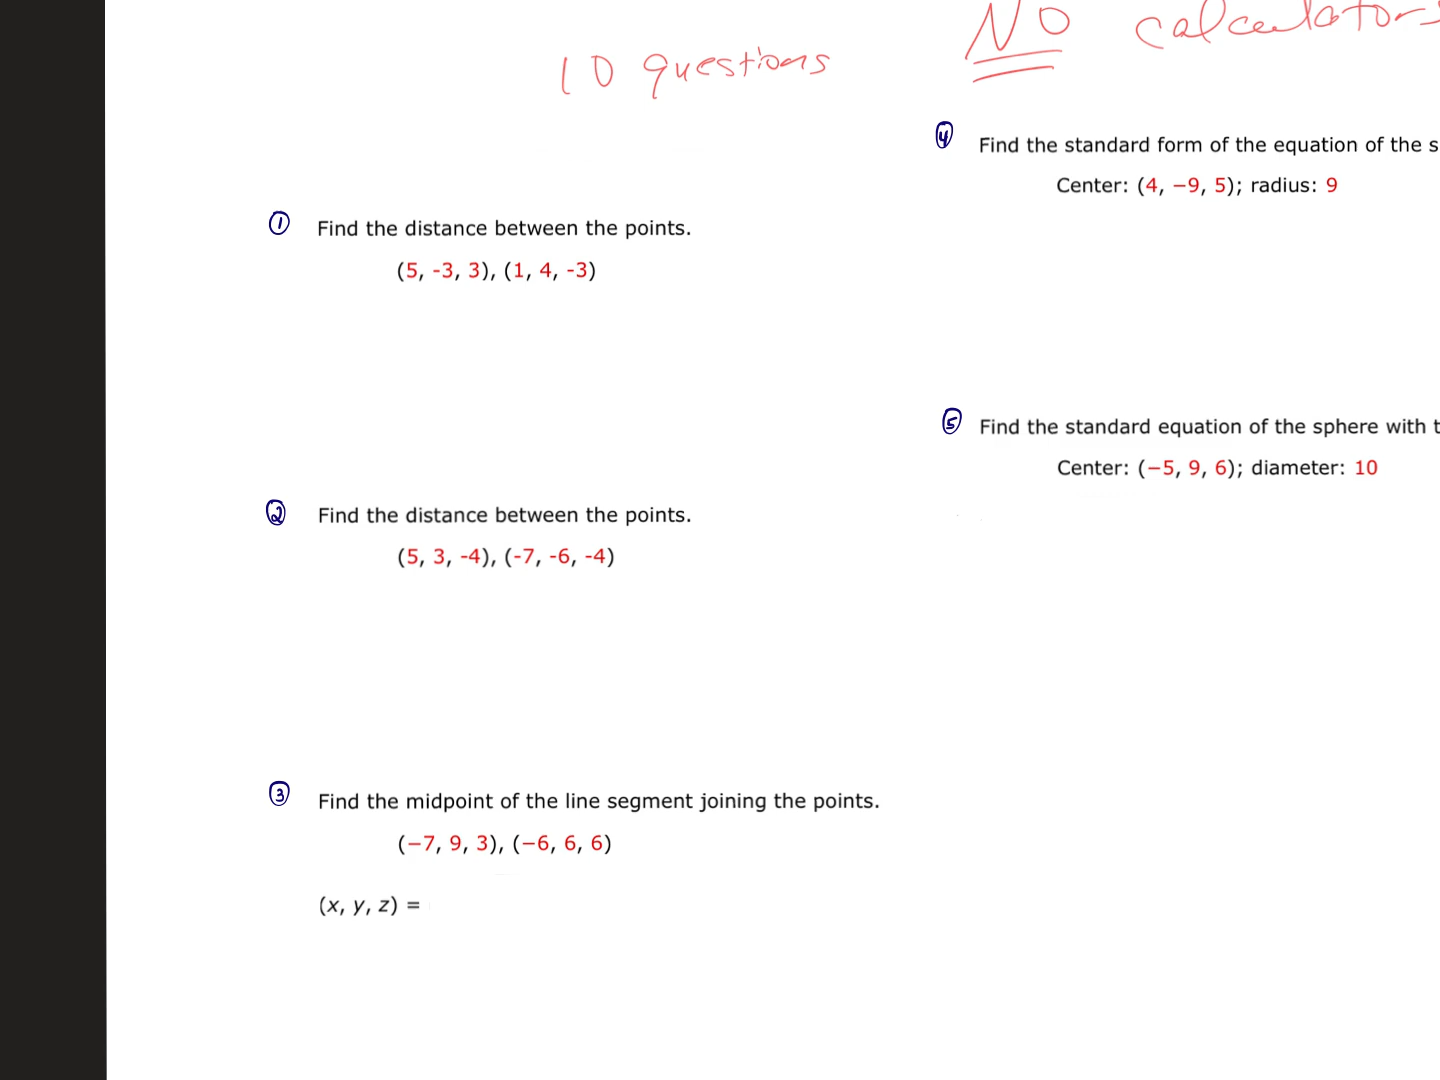 10 questions
NO calculators
① Find the distance between the points.
(5, -3, 3), (1, 4, -3)
② Find the distance between the points.
(5, 3, -4), (-7, -6, -4)
③ Find the midpoint of the line segment joining the points.
(−7, 9, 3), (−6, 6, 6)
(x, y, z) =
④ Find the standard form of the equation of the s
Center: (4, −9, 5); radius: 9
⑤ Find the standard equation of the sphere with t
Center: (−5, 9, 6); diameter: 10